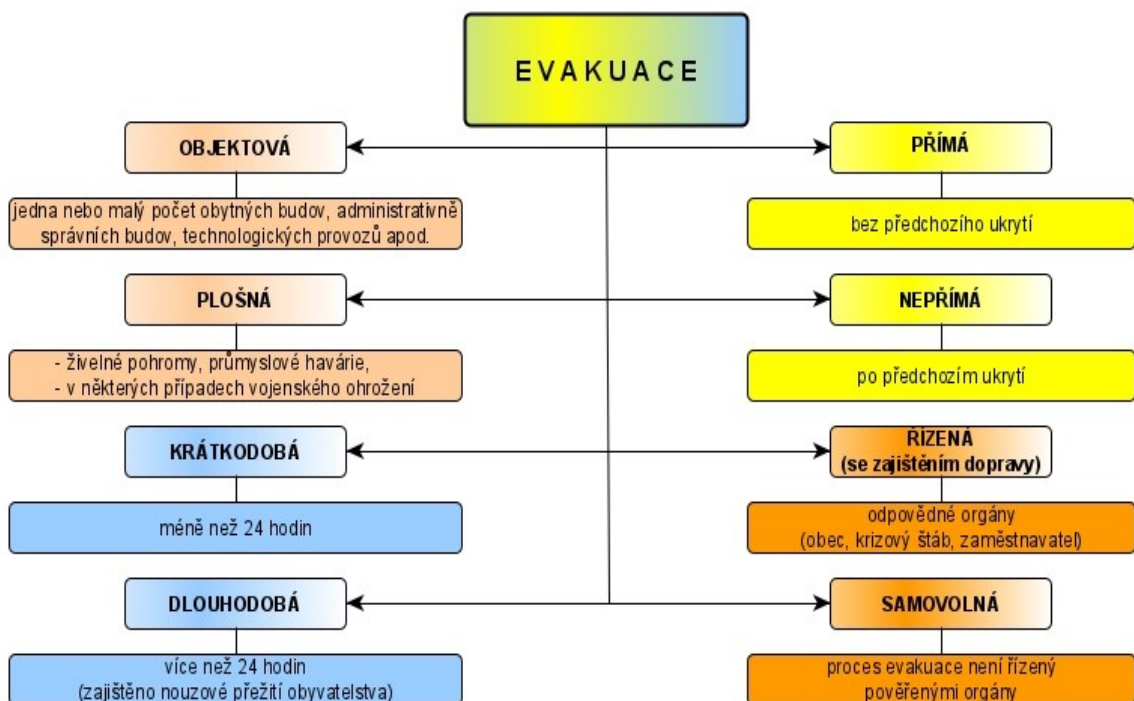 EVAKUACE
OBJEKTOVÁ
jedna nebo malý počet obytných budov, administrativně
správních budov, technologických provozů apod.
PŘÍMÁ
bez předchozího ukrytí
PLOŠNÁ
- živelné pohromy, průmyslové havárie,
- v některých případech vojenského ohrožení
NEPŘÍMÁ
po předchozím ukrytí
KRÁTKODOBÁ
méně než 24 hodin
ŘÍZENÁ
(se zajištěním dopravy)
odpovědné orgány
(obec, krizový štáb, zaměstnavatel)
DLOUHODOBÁ
více než 24 hodin
(zajištěno nouzové přežití obyvatelstva)
SAMOVOLNÁ
proces evakuace není řízený
pověřenými orgány